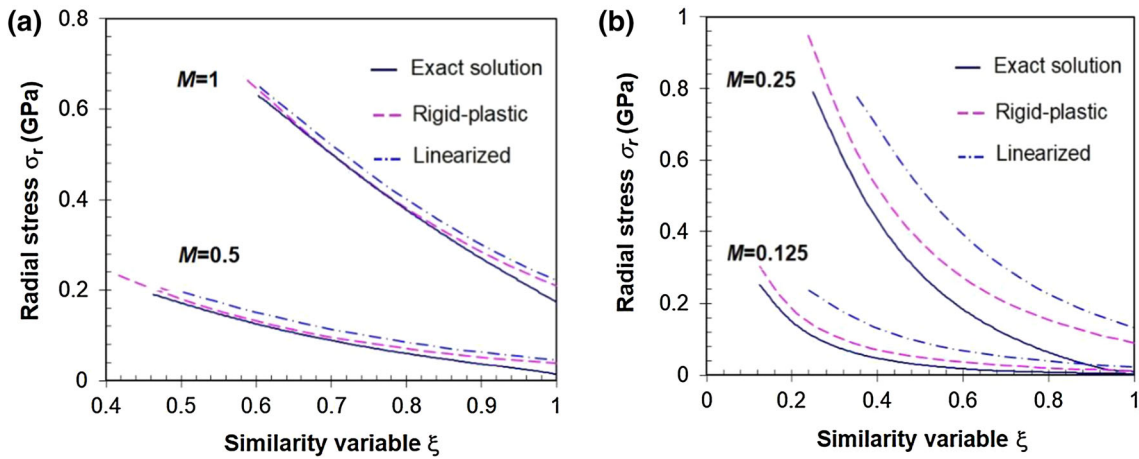 (a)
Radial stress σr (GPa)
0.8
0.6
0.4
0.2
0
M=1
M=0.5
Exact solution
Rigid-plastic
Linearized
0.4 0.5 0.6 0.7 0.8 0.9 1
Similarity variable ξ
(b)
Radial stress σr (GPa)
1
0.8
0.6
0.4
0.2
0
M=0.25
M=0.125
Exact solution
Rigid-plastic
Linearized
0 0.2 0.4 0.6 0.8 1
Similarity variable ξ